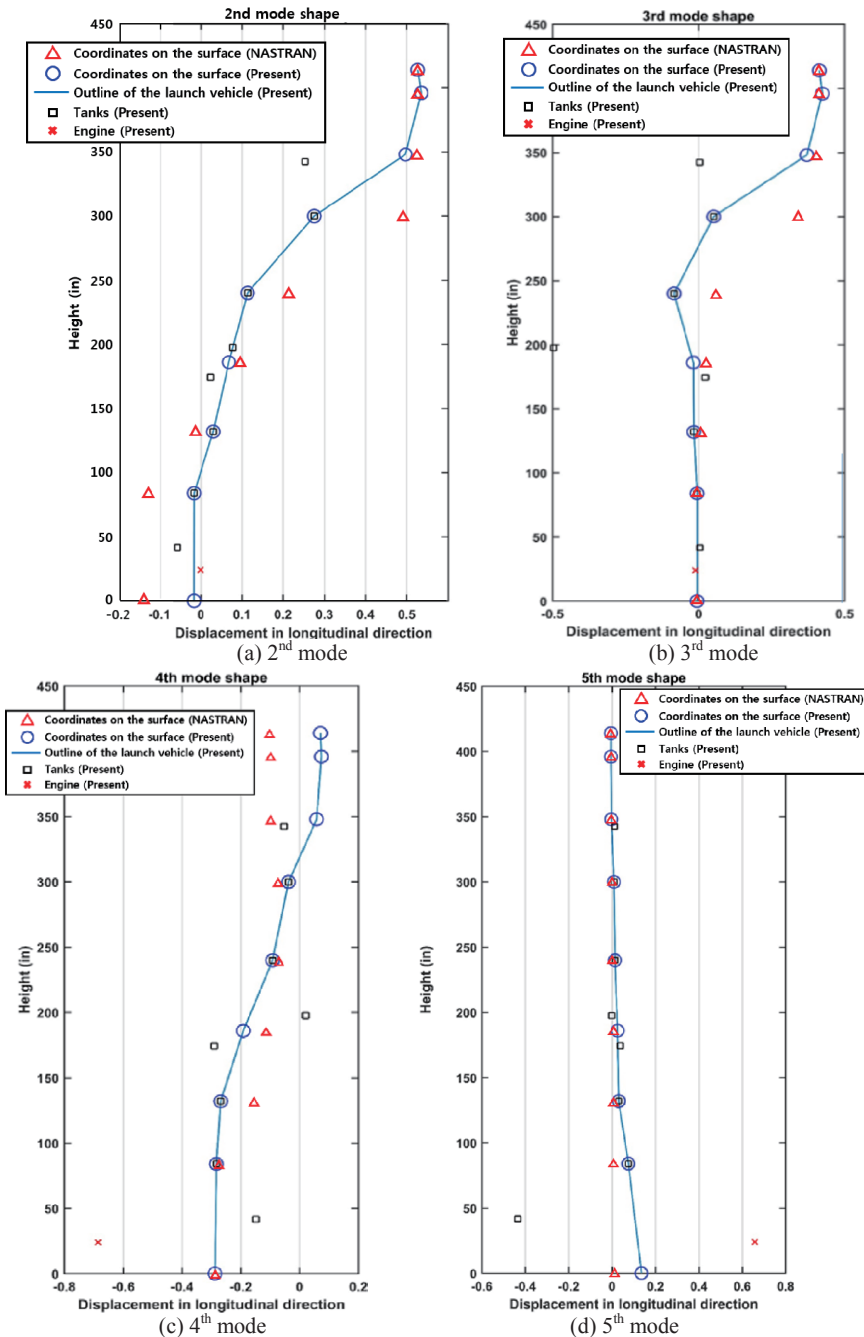 2nd mode shape
450
400
350
300
250
200
150
100
50
0
Height (in)
Coordinates on the surface (NASTRAN)
Coordinates on the surface (Present)
Outline of the launch vehicle (Present)
Tanks (Present)
Engine (Present)
-0.2 -0.1 0 0.1 0.2 0.3 0.4 0.5
Displacement in longitudinal direction
(a) 2nd mode
3rd mode shape
450
400
350
300
250
200
150
100
50
0
Height (in)
Coordinates on the surface (NASTRAN)
Coordinates on the surface (Present)
Outline of the launch vehicle (Present)
Tanks (Present)
Engine (Present)
-0.5 0 0.5
Displacement in longitudinal direction
(b) 3rd mode
4th mode shape
450
400
350
300
250
200
150
100
50
0
Height (in)
Coordinates on the surface (NASTRAN)
Coordinates on the surface (Present)
Outline of the launch vehicle (Present)
Tanks (Present)
Engine (Present)
-0.8 -0.6 -0.4 -0.2 0 0.2
Displacement in longitudinal direction
(c) 4th mode
5th mode shape
450
400
350
300
250
200
150
100
50
0
Height (in)
Coordinates on the surface (NASTRAN)
Coordinates on the surface (Present)
Outline of the launch vehicle (Present)
Tanks (Present)
Engine (Present)
-0.6 -0.4 -0.2 0 0.2 0.4 0.6 0.8
Displacement in longitudinal direction
(d) 5th mode